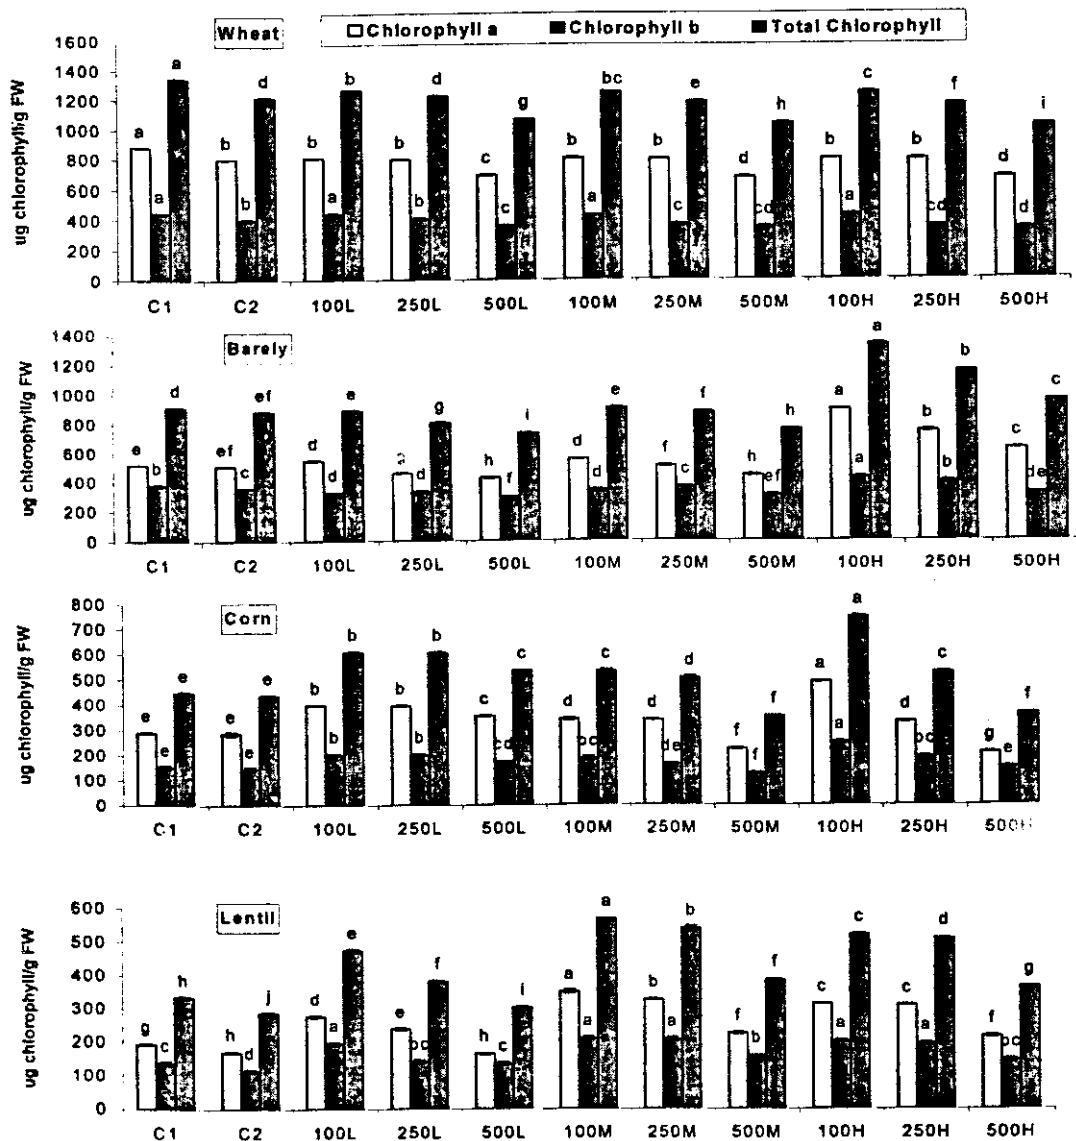 Wheat
Chlorophyll a Chlorophyll b Total Chlorophyll
ug chlorophyll/g FW
1600
1400
1200
1000
800
600
400
200
0
a a a
b b d
b a b
b b d
c c g
b a bc
b c e
d cd h
b a c
b cd f
d d i
C1 C2 100L 250L 500L 100M 250M 500M 100H 250H 500H
Barely
ug chlorophyll/g FW
1400
1200
1000
800
600
400
200
0
e b d
ef c ef
d d e
d g
h f i
d d e
f c f
h ef h
a a a
b b b
c de c
C1 C2 100L 250L 500L 100M 250M 500M 100H 250H 500H
Corn
ug chlorophyll/g FW
800
700
600
500
400
300
200
100
0
e e e
e e e
b b b
b b b
c cd c
d bc c
d de d
f f f
a a a
d bc c
g e f
C1 C2 100L 250L 500L 100M 250M 500M 100H 250H 500H
Lentil
ug chlorophyll/g FW
600
500
400
300
200
100
0
g c h
h d j
d a e
e bc f
h c i
a a a
b a b
f b f
c a c
c a d
f bc g
C1 C2 100L 250L 500L 100M 250M 500M 100H 250H 500H